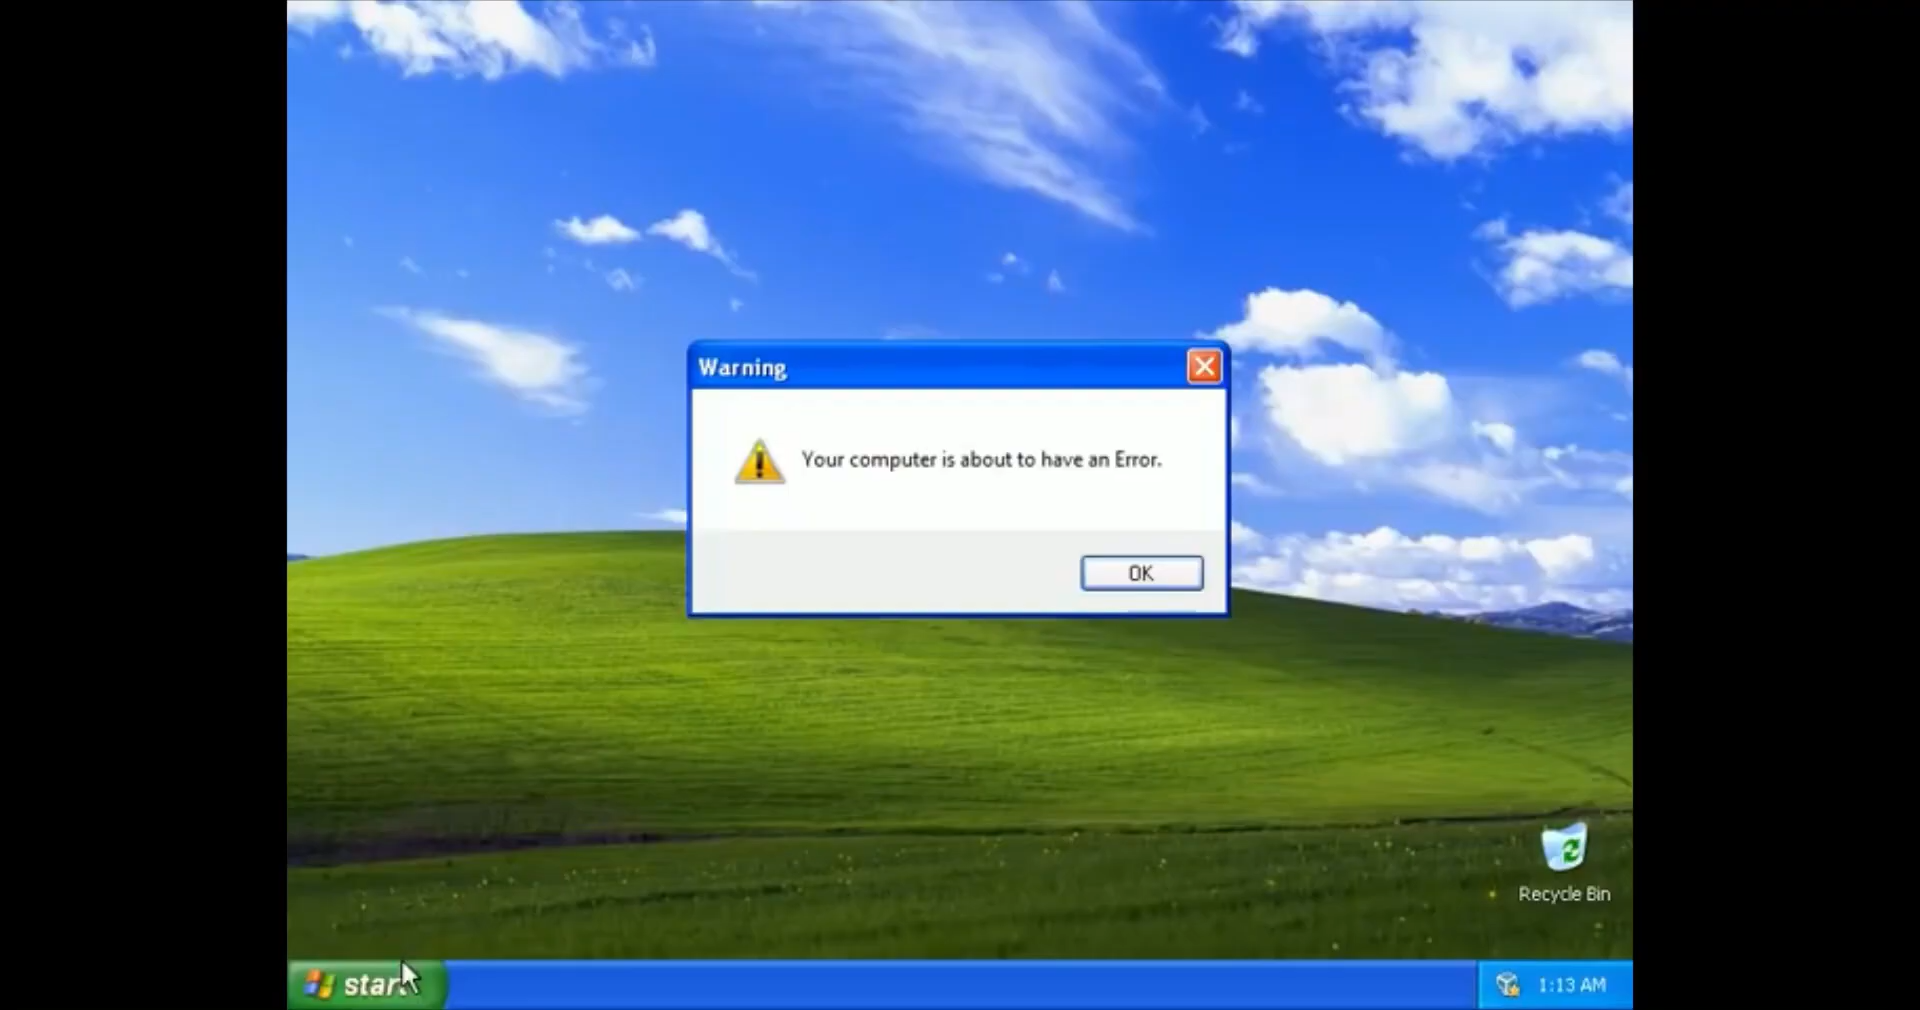 Warning
Your computer is about to have an Error.
OK
Recycle Bin
start
1:13 AM